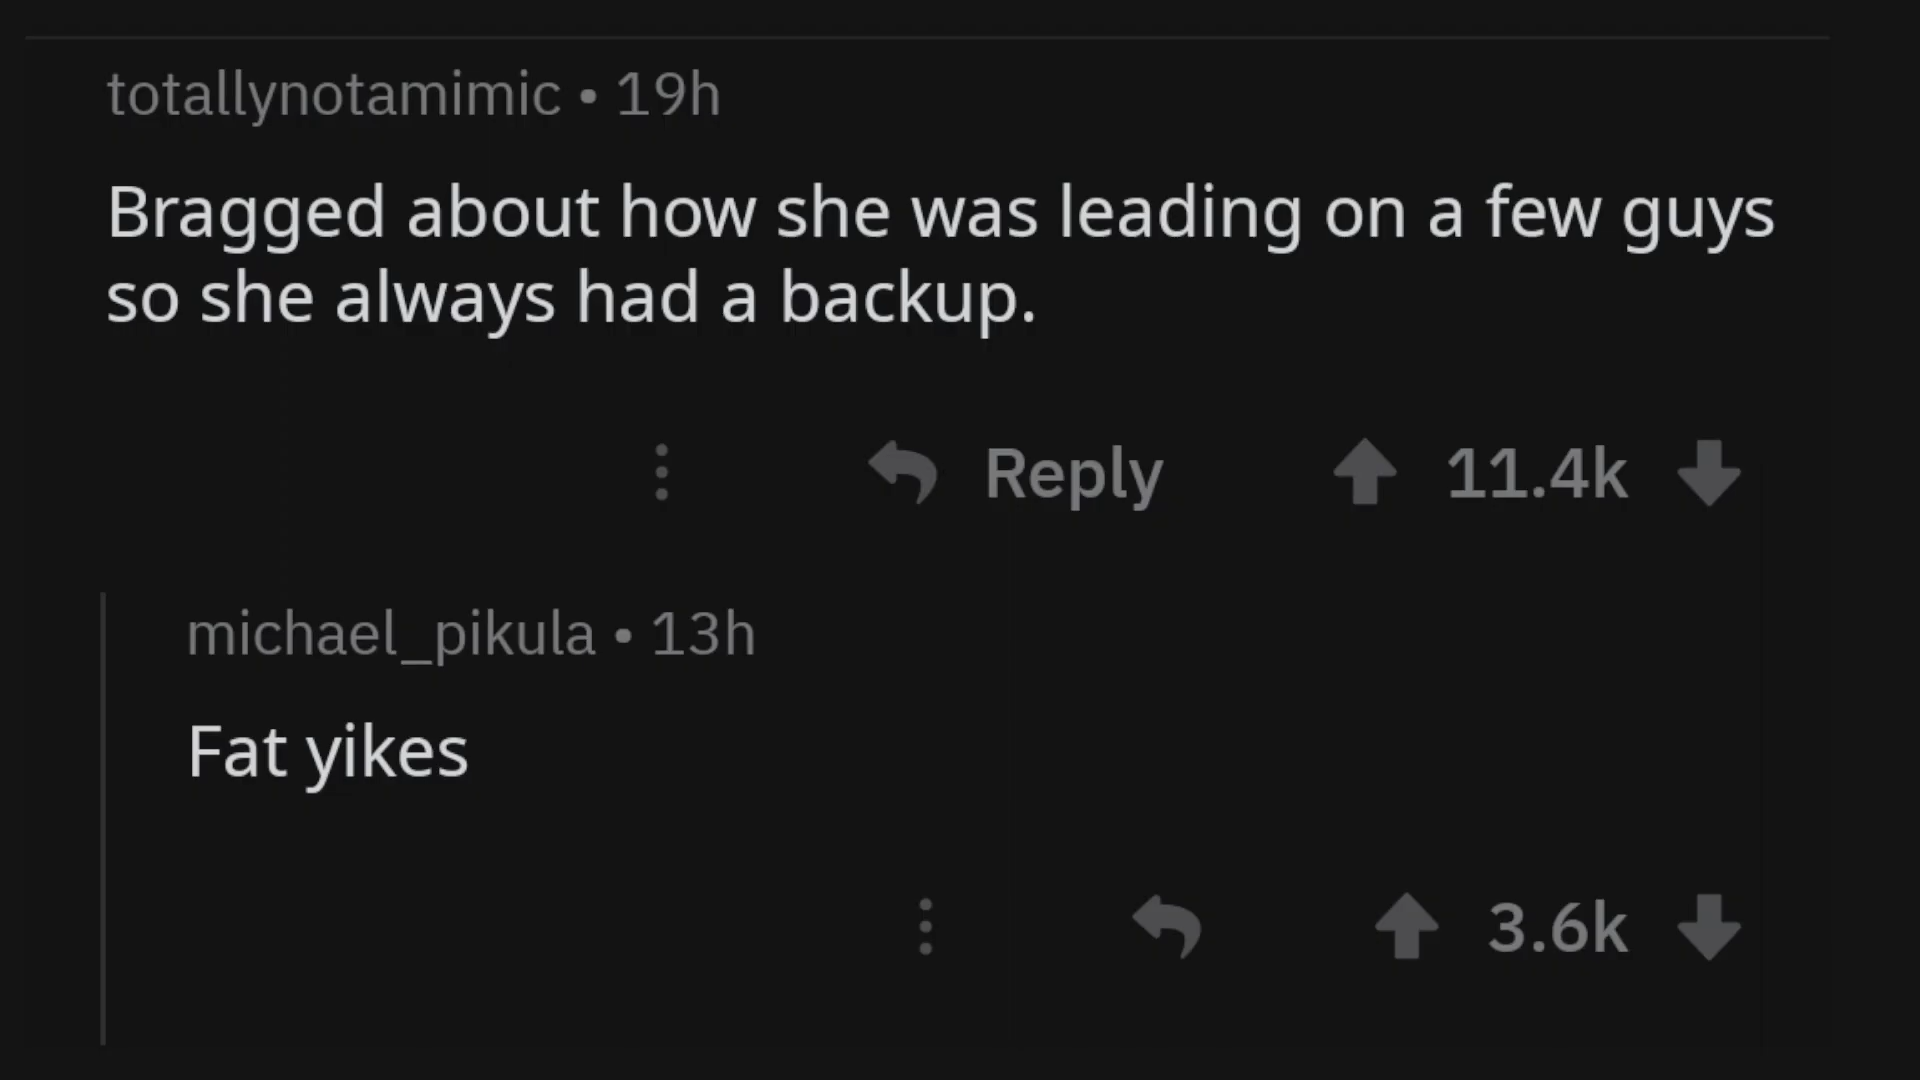 totallynotamimic • 19h
Bragged about how she was leading on a few guys
so she always had a backup.
Reply 11.4k
michael_pikula • 13h
Fat yikes
3.6k